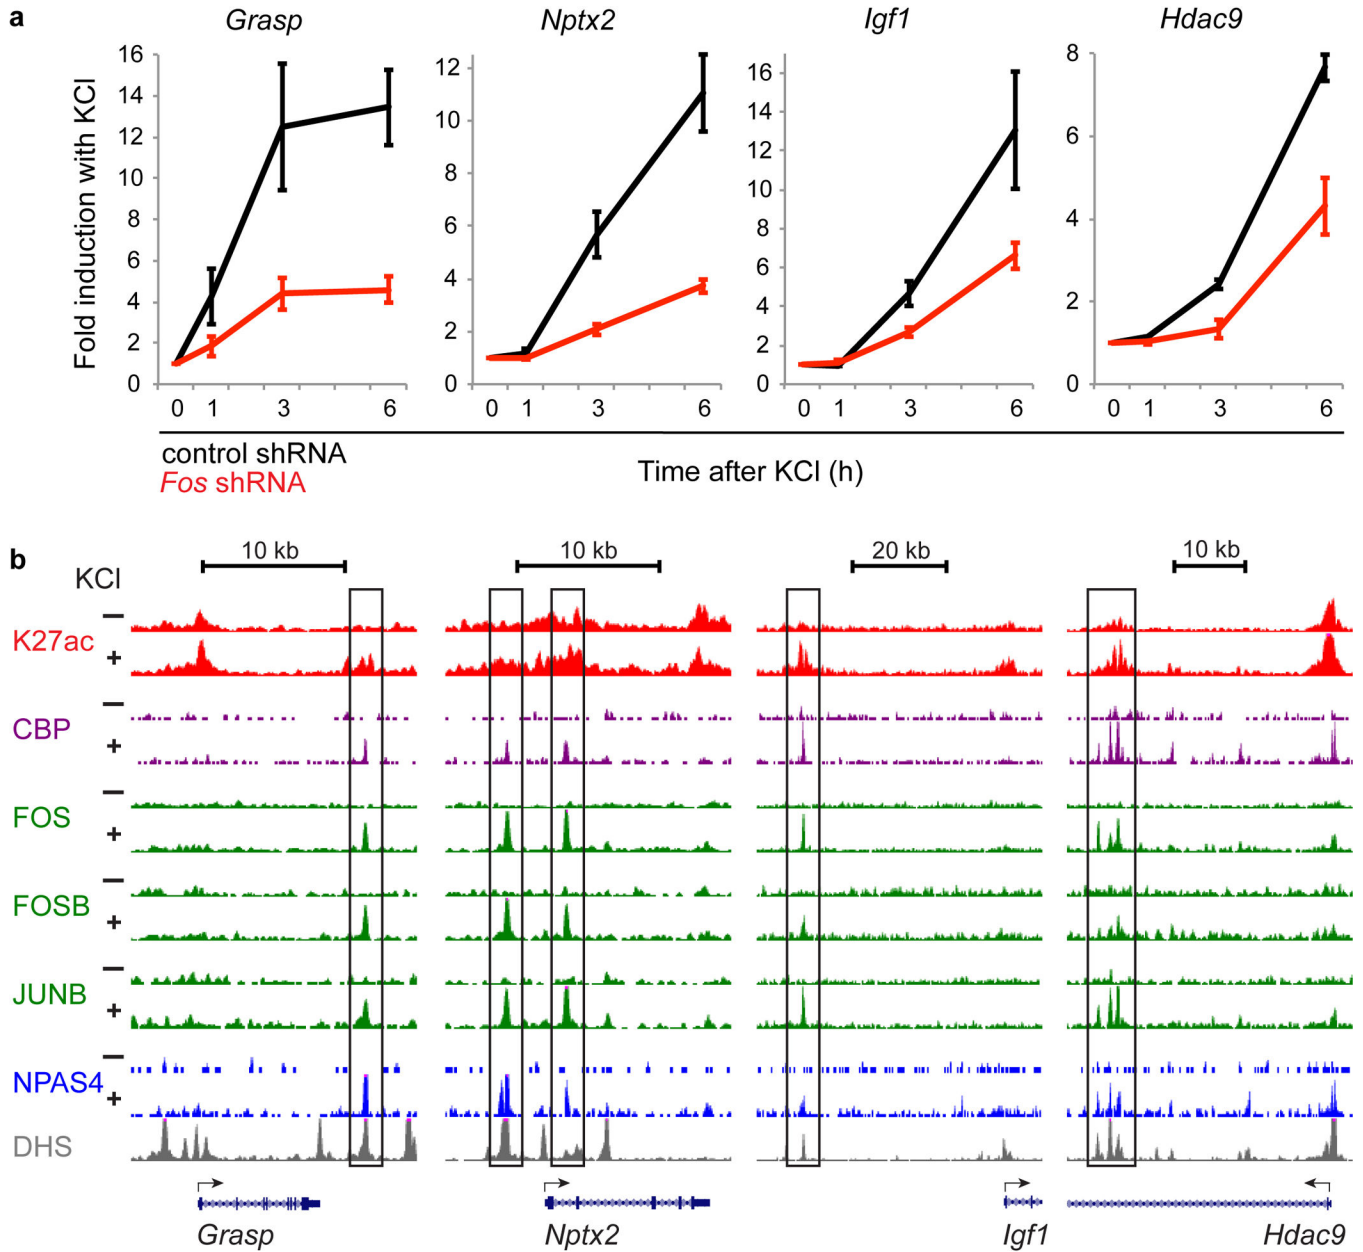 a
Grasp Nptx2 Igf1 Hdac9
Fold induction with KCl
16 14 12 10 8 6 4 2 0
12 10 8 6 4 2 0
16 14 12 10 8 6 4 2 0
8 6 4 2 0
0 1 3 6 0 1 3 6 0 1 3 6 0 1 3 6
control shRNA
Fos shRNA
Time after KCl (h)
b
10 kb 10 kb 20 kb 10 kb
KCl
−
K27ac
+
−
CBP
+
−
FOS
+
−
FOSB
+
−
JUNB
+
−
NPAS4
+
DHS
Grasp Nptx2 Igf1 Hdac9